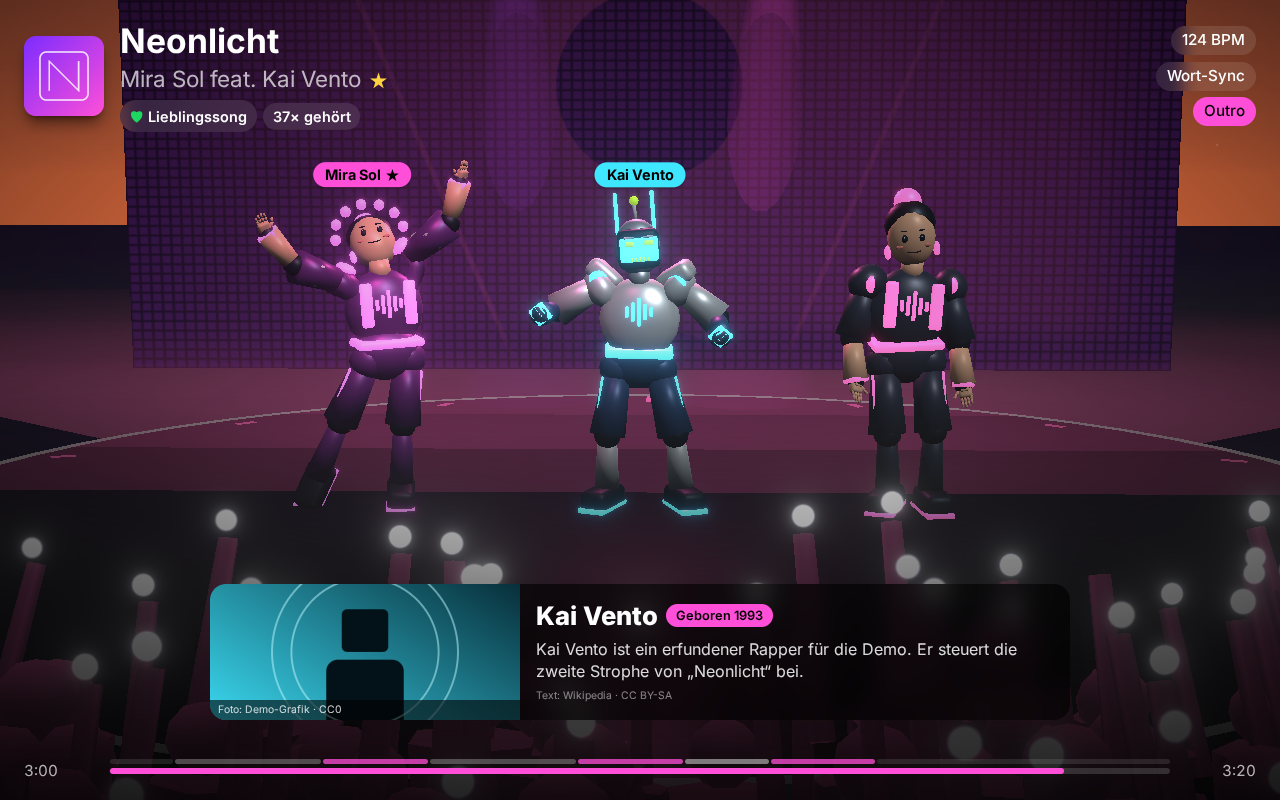 N
Neonlicht
Mira Sol feat. Kai Vento ★
Lieblingssong
37× gehört
124 BPM
Wort-Sync
Outro
Mira Sol ★
Kai Vento
Kai Vento
Geboren 1993
Kai Vento ist ein erfundener Rapper für die Demo. Er steuert die
zweite Strophe von „Neonlicht“ bei.
Text: Wikipedia · CC BY-SA
Foto: Demo-Grafik · CC0
3:00
3:20